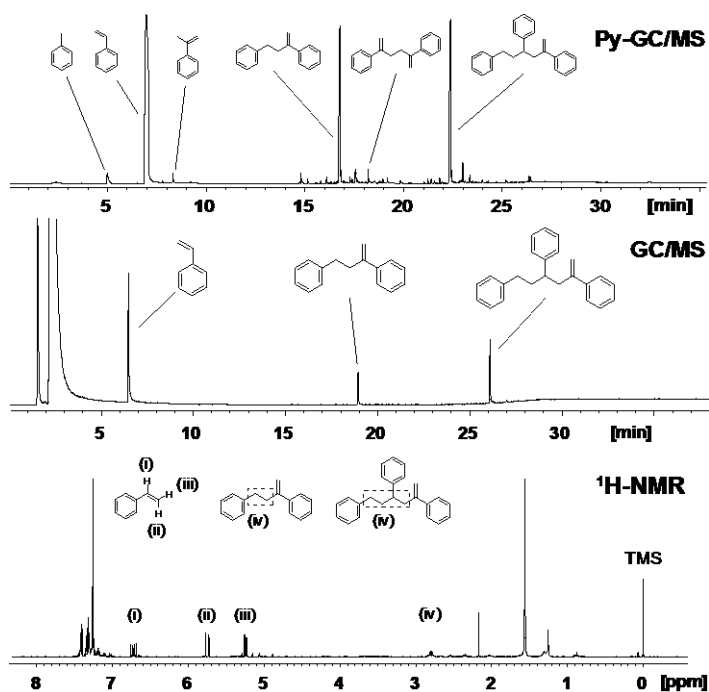 Py-GC/MS
5 10 15 20 25 30 [min]
GC/MS
5 10 15 20 25 30 [min]
¹H-NMR
(i)
H
H (iii)
H
(ii)
(iv)
(iv)
TMS
(i) (ii) (iii) (iv)
8 7 6 5 4 3 2 1 0 [ppm]